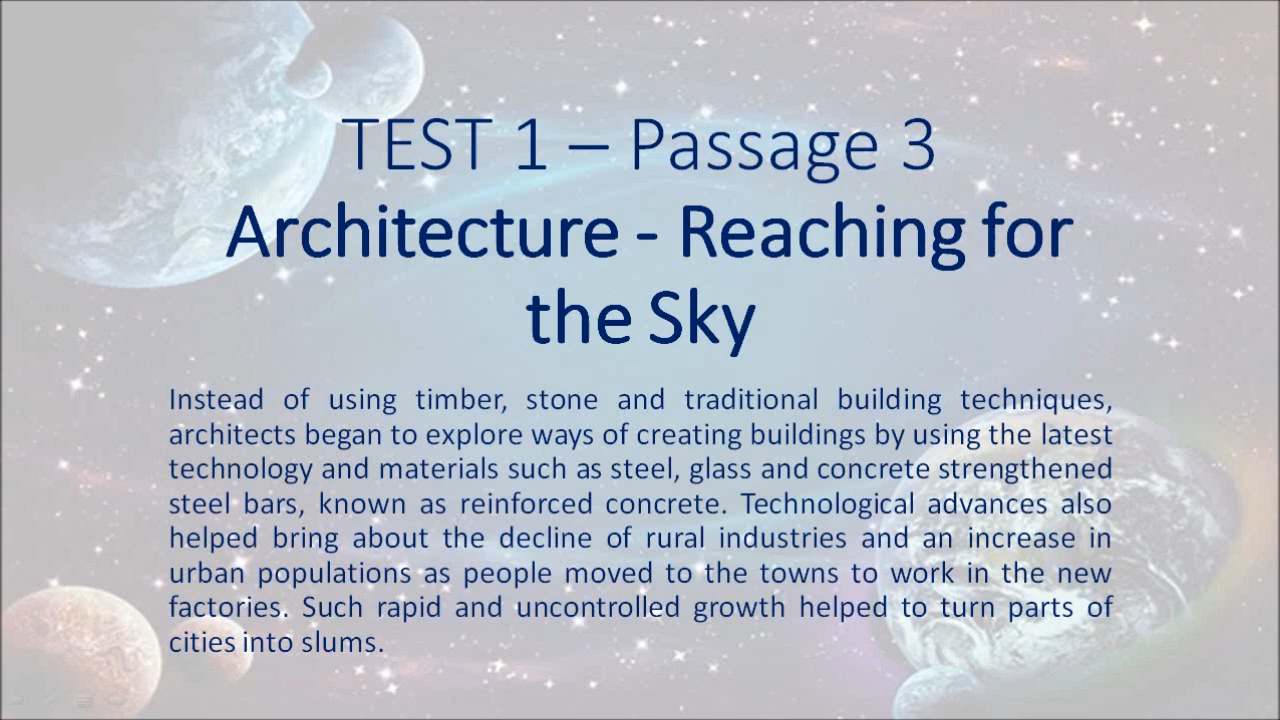 TEST 1 – Passage 3
Architecture - Reaching for
the Sky
Instead of using timber, stone and traditional building techniques,
architects began to explore ways of creating buildings by using the latest
technology and materials such as steel, glass and concrete strengthened
steel bars, known as reinforced concrete. Technological advances also
helped bring about the decline of rural industries and an increase in
urban populations as people moved to the towns to work in the new
factories. Such rapid and uncontrolled growth helped to turn parts of
cities into slums.